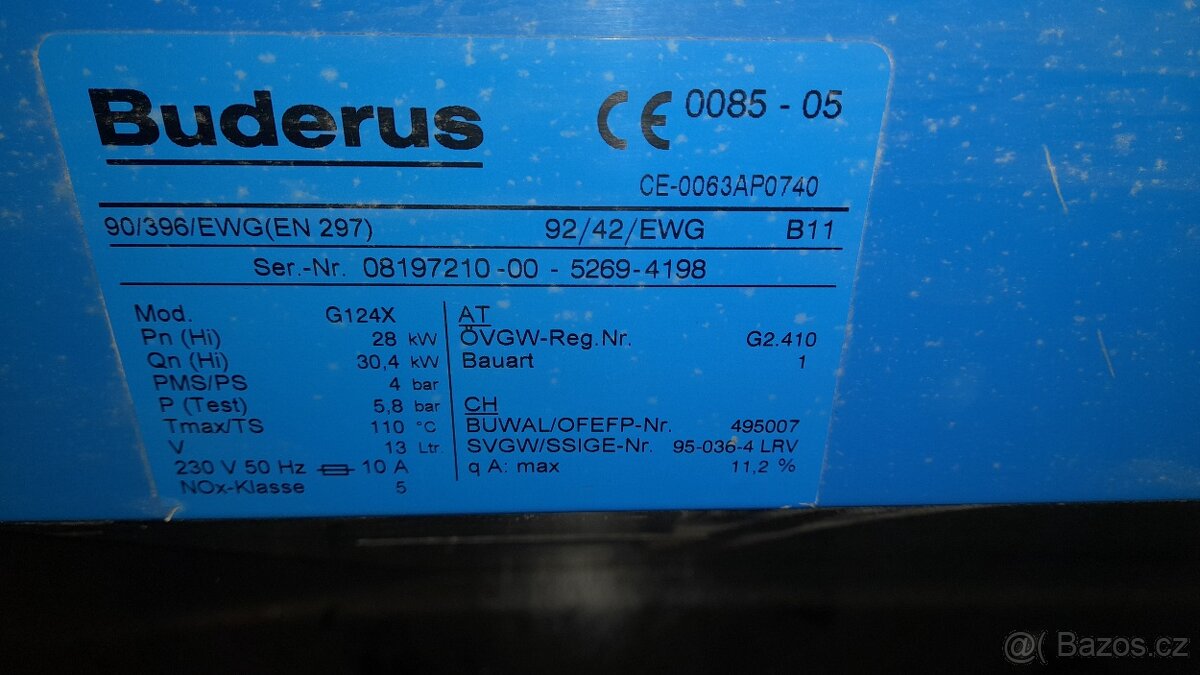 Buderus CE 0085 - 05
CE-0063AP0740
90/396/EWG(EN 297) 92/42/EWG B11
Ser.-Nr. 08197210-00 - 5269-4198
Mod. G124X
Pn (Hi) 28 kW
Qn (Hi) 30,4 kW
PMS/PS 4 bar
P (Test) 5,8 bar
Tmax/TS 110 °C
V 13 Ltr
230 V 50 Hz 10 A
NOx-Klasse 5
AT
ÖVGW-Reg.Nr. G2.410
Bauart 1
CH
BUWAL/OFEFP-Nr. 495007
SVGW/SSIGE-Nr. 95-036-4 LRV
q A: max 11,2 %
@( Bazos.cz